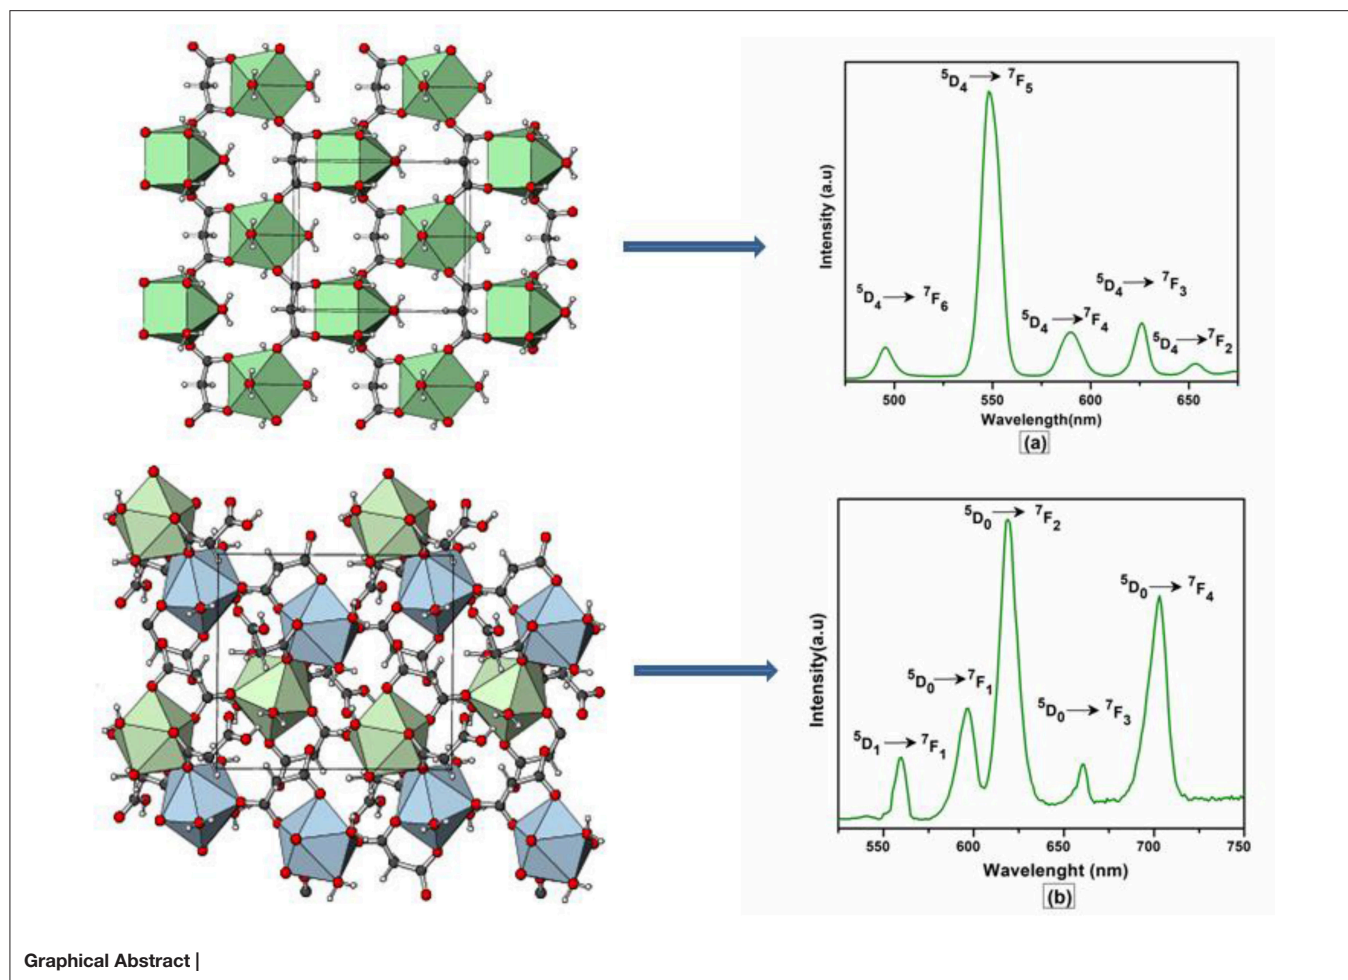 ⁵D₄ → ⁷F₅
⁵D₄ → ⁷F₆
⁵D₄ → ⁷F₄
⁵D₄ → ⁷F₃
⁵D₄ → ⁷F₂
Intensity (a.u)
500 550 600 650
Wavelength(nm)
(a)
⁵D₀ → ⁷F₂
⁵D₀ → ⁷F₄
⁵D₀ → ⁷F₁
⁵D₀ → ⁷F₃
⁵D₁ → ⁷F₁
Intensity(a.u)
550 600 650 700 750
Wavelenght (nm)
(b)
Graphical Abstract |